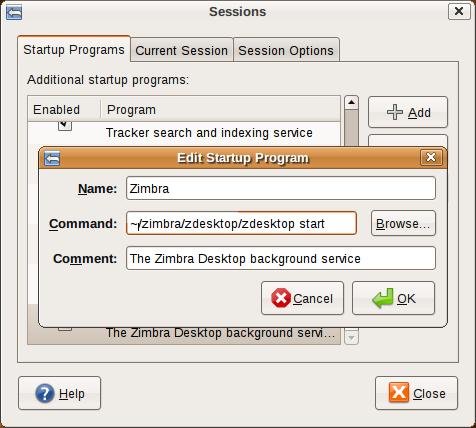 Sessions
Startup Programs Current Session Session Options
Additional startup programs:
Enabled Program
Add
Tracker search and indexing service
Edit Startup Program
Name: Zimbra
Command: ~/zimbra/zdesktop/zdesktop start Browse...
Comment: The Zimbra Desktop background service
Cancel OK
The Zimbra Desktop background servi...
Help Close